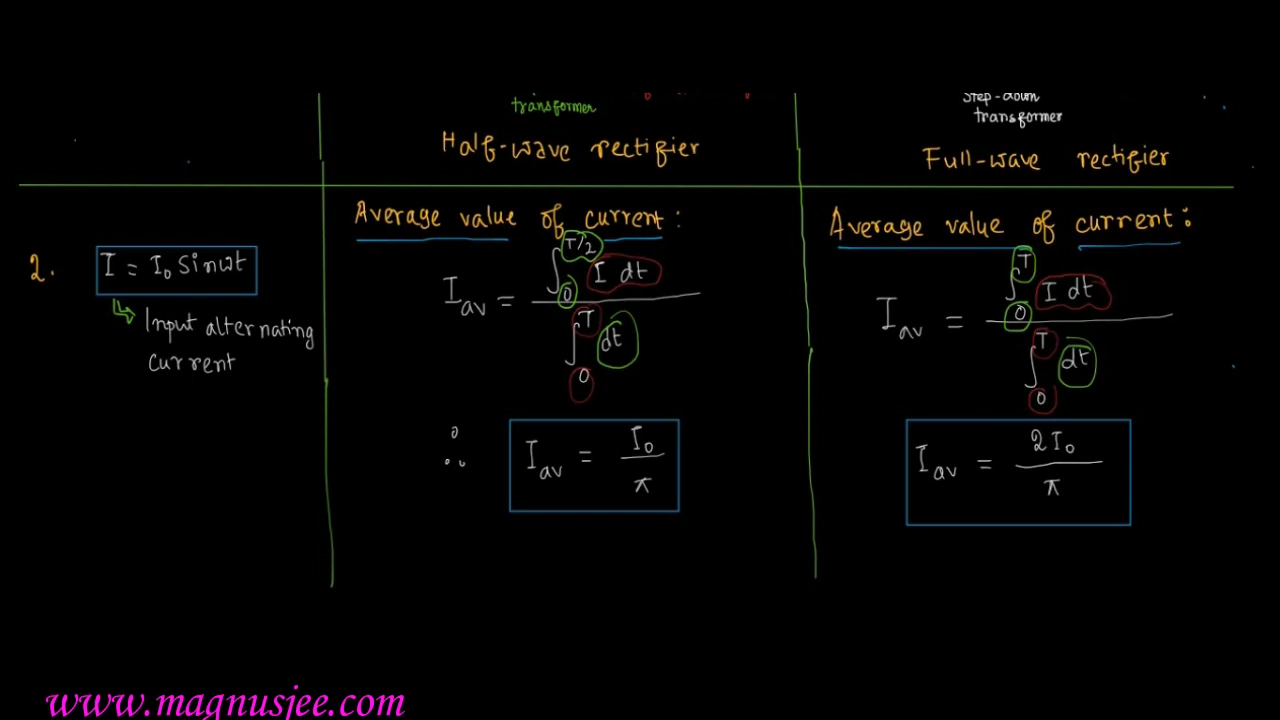 transformer
Step-down
transformer
Half-wave rectifier
Full-wave rectifier
2.
I = I₀ Sinωt
Input alternating
current
Average value of current:
I_av = ∫₀^(T/2) I dt / ∫₀^T dt
∴ I_av = I₀ / π
Average value of current:
I_av = ∫₀^T I dt / ∫₀^T dt
I_av = 2I₀ / π
www.magnusjee.com